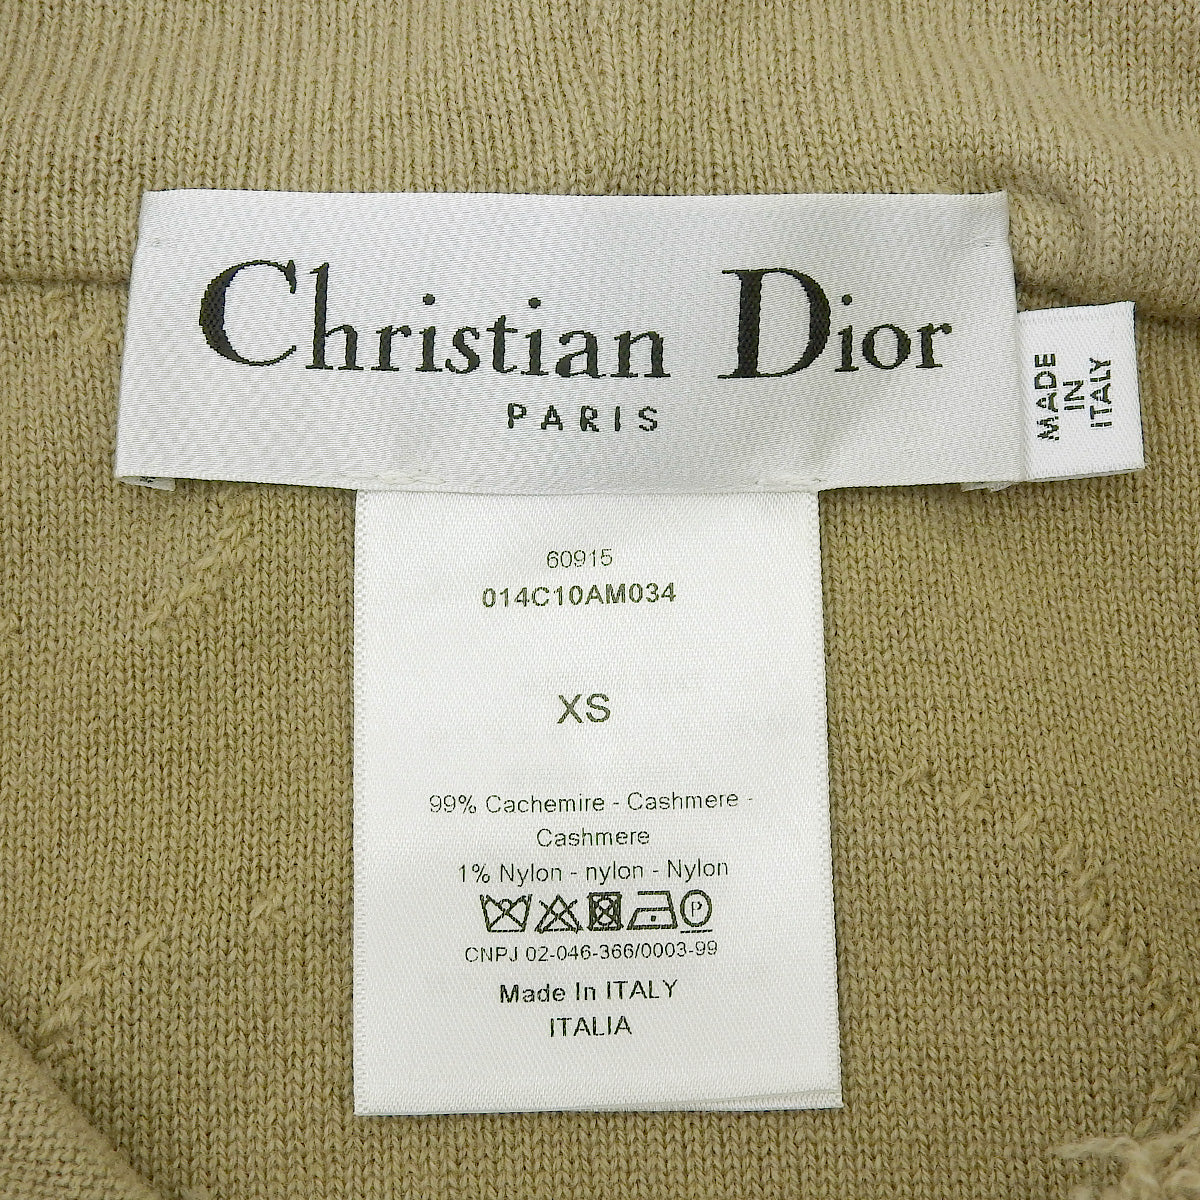 Christian Dior
PARIS
MADE
IN
ITALY
60915
014C10AM034
XS
99% Cachemire - Cashmere -
Cashmere
1% Nylon - nylon - Nylon
P
CNPJ 02-046-366/0003-99
Made In ITALY
ITALIA